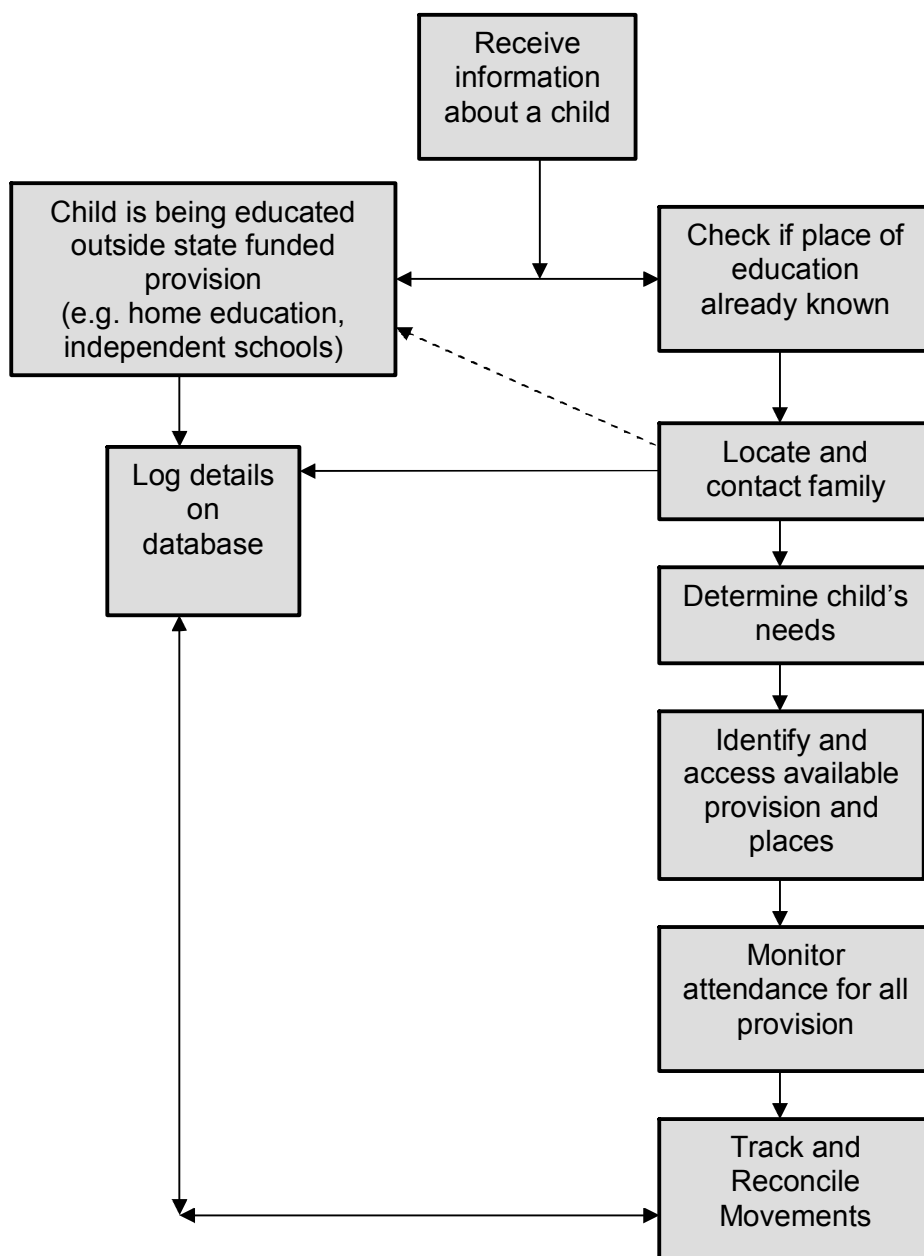 Receive
information
about a child
Child is being educated
outside state funded
provision
(e.g. home education,
independent schools)
Check if place of
education
already known
Locate and
contact family
Log details
on
database
Determine child’s
needs
Identify and
access available
provision and
places
Monitor
attendance for all
provision
Track and
Reconcile
Movements